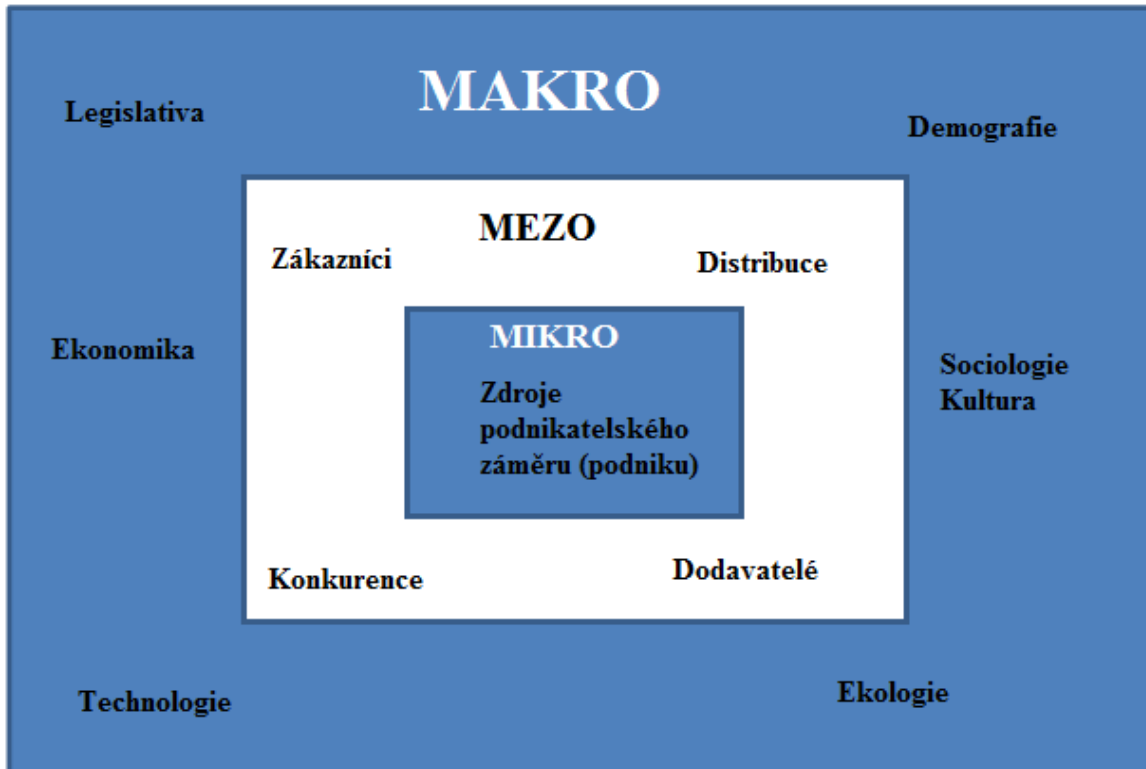 MAKRO
Legislativa
Demografie
MEZO
Zákazníci
Distribuce
MIKRO
Ekonomika
Zdroje
podnikatelského
záměru (podniku)
Sociologie
Kultura
Konkurence
Dodavatelé
Technologie
Ekologie